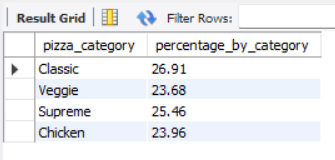 Result Grid Filter Rows:
pizza_category percentage_by_category
Classic 26.91
Veggie 23.68
Supreme 25.46
Chicken 23.96